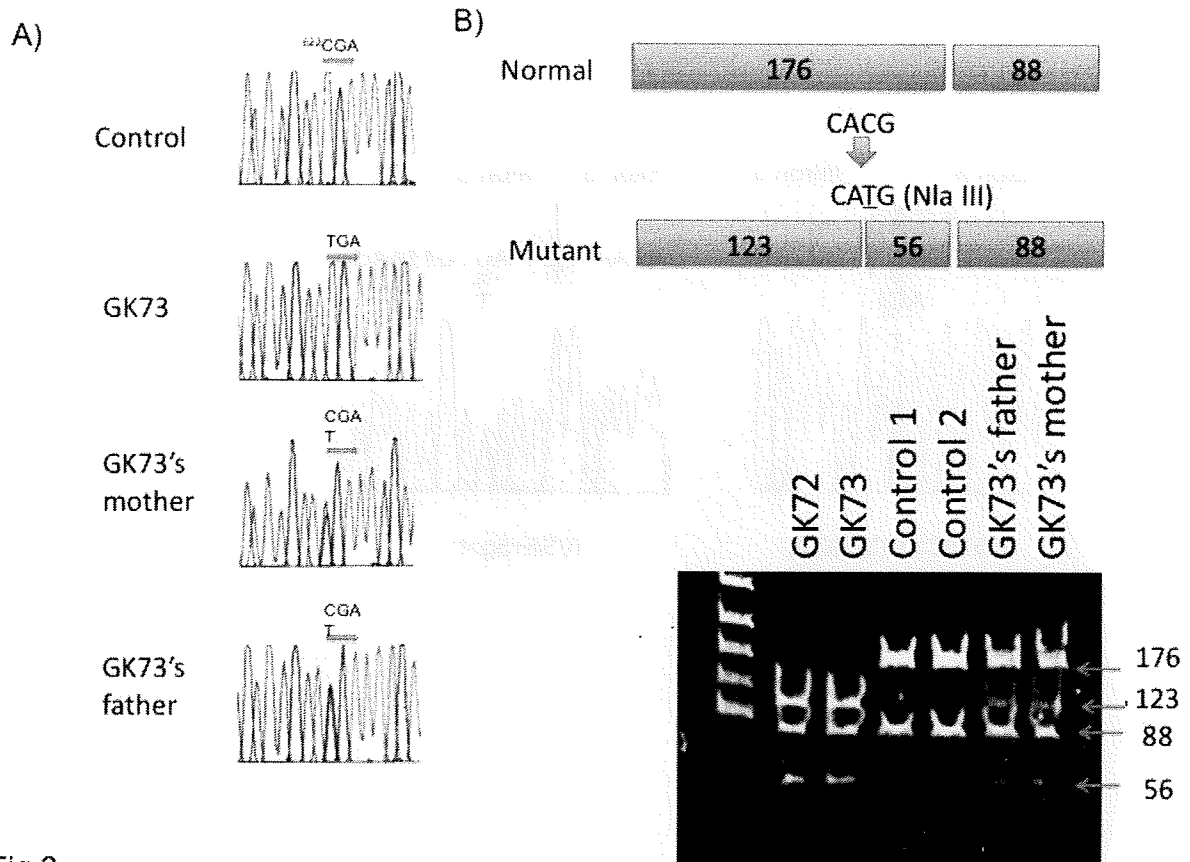 A)
CGA
Control
TGA
GK73
CGA
T
GK73's
mother
CGA
T
GK73's
father
B)
Normal
176
88
CACG
CATG (Nla III)
Mutant
123
56
88
GK72
GK73
Control 1
Control 2
GK73's father
GK73's mother
176
123
88
56